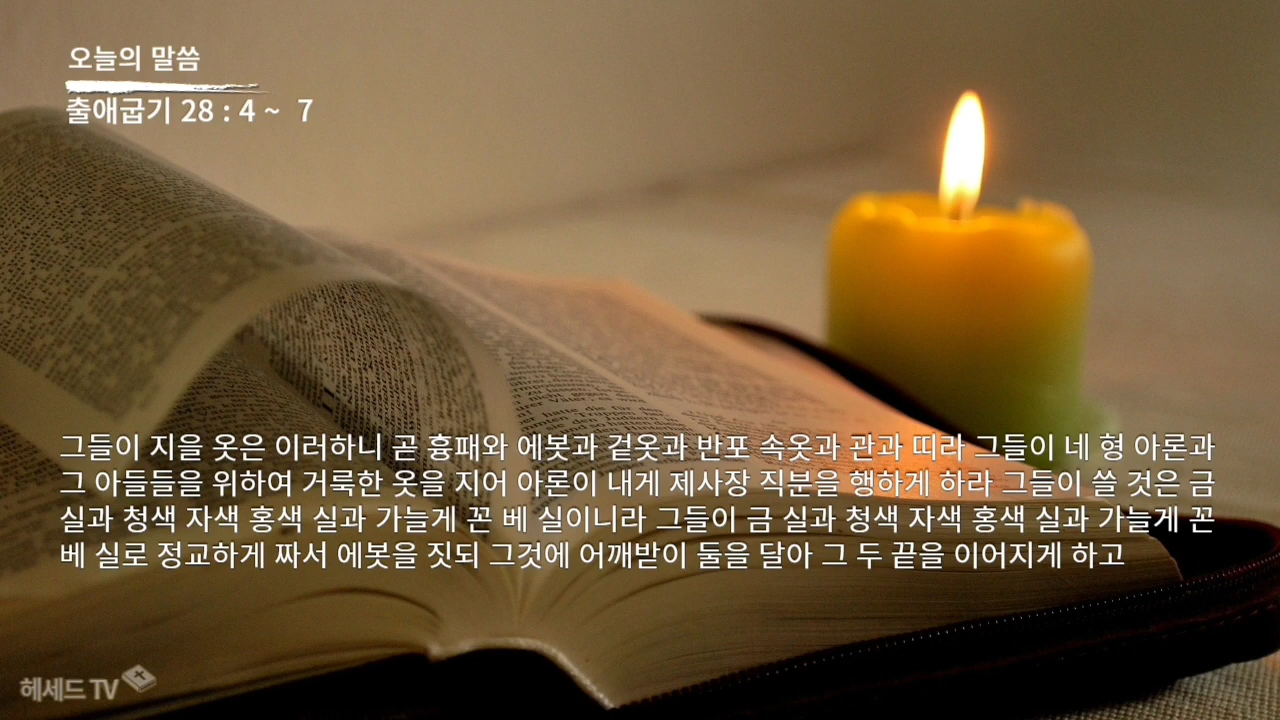 오늘의 말씀
출애굽기 28 : 4 ~ 7
그들이 지을 옷은 이러하니 곧 흉패와 에봇과 겉옷과 반포 속옷과 관과 띠라 그들이 네 형 아론과
그 아들들을 위하여 거룩한 옷을 지어 아론이 내게 제사장 직분을 행하게 하라 그들이 쓸 것은 금
실과 청색 자색 홍색 실과 가늘게 꼰 베 실이니라 그들이 금 실과 청색 자색 홍색 실과 가늘게 꼰
베 실로 정교하게 짜서 에봇을 짓되 그것에 어깨받이 둘을 달아 그 두 끝을 이어지게 하고
헤세드 TV